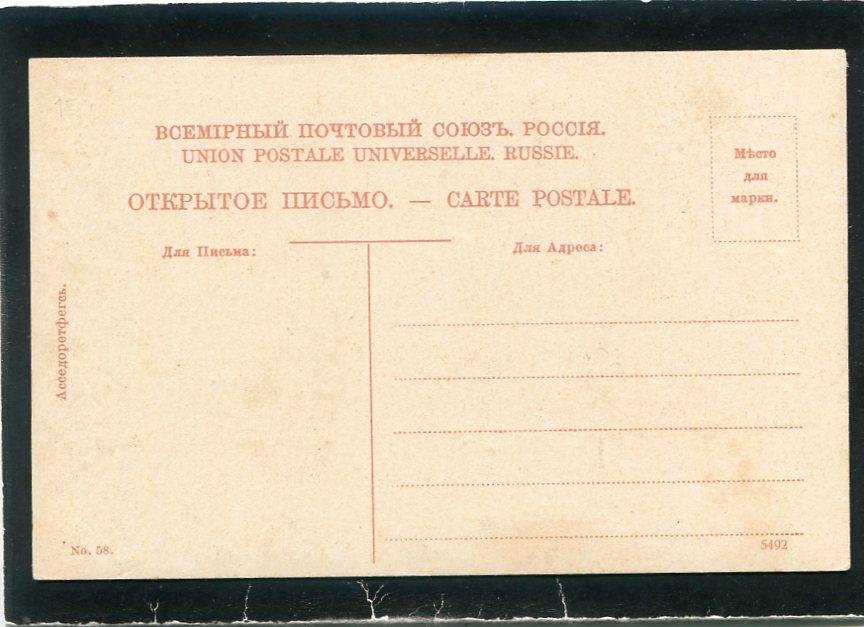 ВСЕМІРНЫЙ ПОЧТОВЫЙ СОЮЗЪ. РОССІЯ.
UNION POSTALE UNIVERSELLE. RUSSIE.
ОТКРЫТОЕ ПИСЬМО. — CARTE POSTALE.
Мѣсто
для
марки.
Для Письма:
Для Адреса:
Асседоретфегсь.
No. 58.
5492